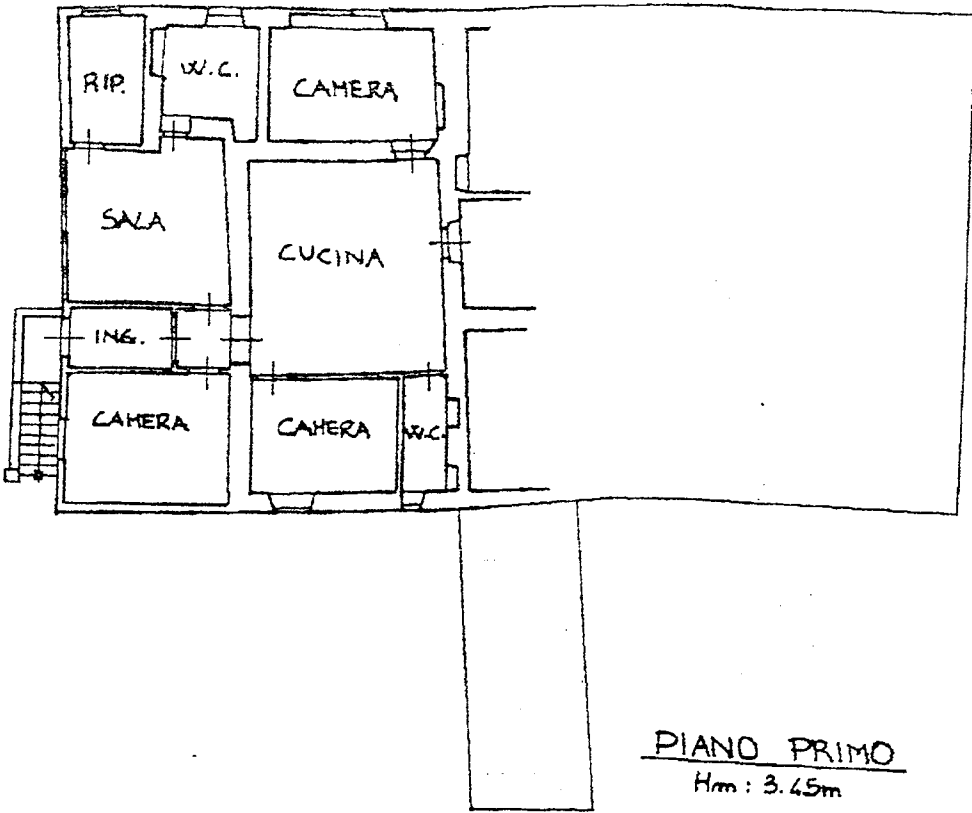 RIP.
W.C.
CAMERA
SALA
CUCINA
ING.
CAMERA
CAMERA
W.C.
PIANO PRIMO
Hm: 3.45m